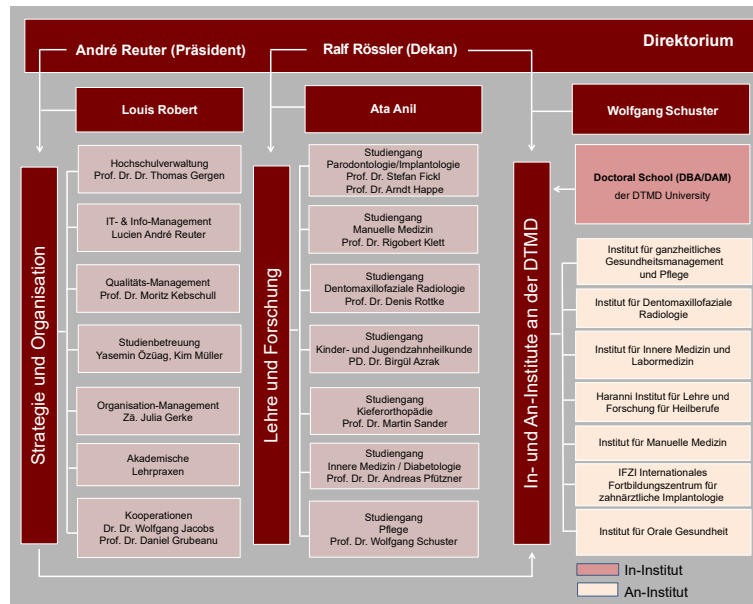 Direktorium
André Reuter (Präsident)
Ralf Rössler (Dekan)
Louis Robert
Ata Anil
Wolfgang Schuster
Strategie und Organisation
Hochschulverwaltung
Prof. Dr. Dr. Thomas Gergen
IT- & Info-Management
Lucien André Reuter
Qualitäts-Management
Prof. Dr. Moritz Kebschull
Studienbetreuung
Yasemin Özüag, Kim Müller
Organisation-Management
Zä. Julia Gerke
Akademische
Lehrpraxen
Kooperationen
Dr. Dr. Wolfgang Jacobs
Prof. Dr. Daniel Grubeanu
Lehre und Forschung
Studiengang
Parodontologie/Implantologie
Prof. Dr. Stefan Fickl
Prof. Dr. Arndt Happe
Studiengang
Manuelle Medizin
Prof. Dr. Rigobert Klett
Studiengang
Dentomaxillofaziale Radiologie
Prof. Dr. Denis Rottke
Studiengang
Kinder- und Jugendzahnheilkunde
PD. Dr. Birgül Azrak
Studiengang
Kieferorthopädie
Prof. Dr. Martin Sander
Studiengang
Innere Medizin / Diabetologie
Prof. Dr. Dr. Andreas Pfützner
Studiengang
Pflege
Prof. Dr. Wolfgang Schuster
In- und An-Institute an der DTMD
Doctoral School (DBA/DAM)
der DTMD University
Institut für ganzheitliches
Gesundheitsmanagement
und Pflege
Institut für Dentomaxillofaziale
Radiologie
Institut für Innere Medizin und
Labormedizin
Haranni Institut für Lehre und
Forschung für Heilberufe
Institut für Manuelle Medizin
IFZI Internationales
Fortbildungszentrum für
zahnärztliche Implantologie
Institut für Orale Gesundheit
In-Institut
An-Institut